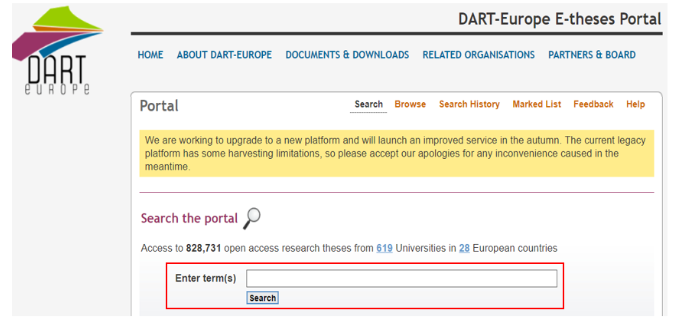 DART-Europe E-theses Portal
HOME ABOUT DART-EUROPE DOCUMENTS & DOWNLOADS RELATED ORGANISATIONS PARTNERS & BOARD
DART
EUROPE
Portal
Search Browse Search History Marked List Feedback Help
We are working to upgrade to a new platform and will launch an improved service in the autumn. The current legacy
platform has some harvesting limitations, so please accept our apologies for any inconvenience caused in the
meantime.
Search the portal
Access to 828,731 open access research theses from 619 Universities in 28 European countries
Enter term(s)
Search